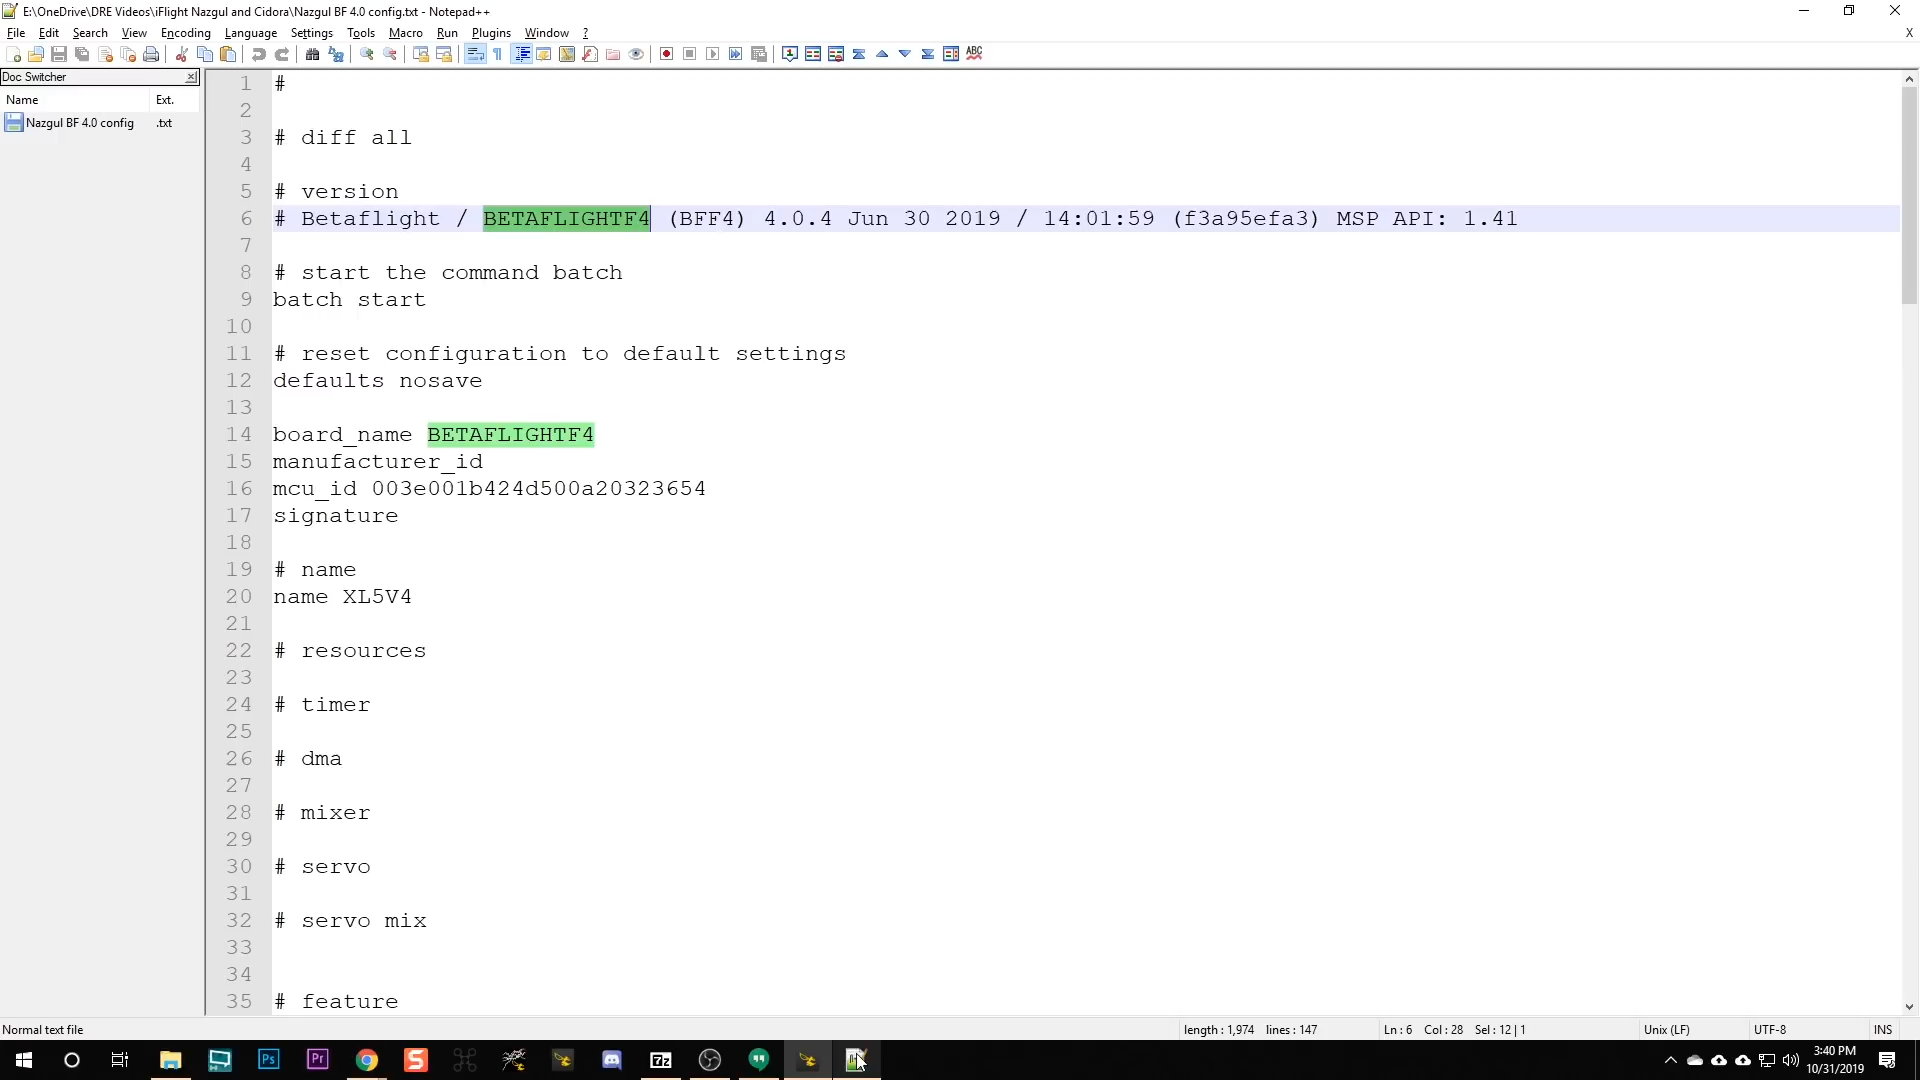 E:\OneDrive\DRE Videos\iFlight Nazgul and Cidora\Nazgul BF 4.0 config.txt - Notepad++
File Edit Search View Encoding Language Settings Tools Macro Run Plugins Window ? X
Doc Switcher
Name Ext.
Nazgul BF 4.0 config .txt
1 #
2
3 # diff all
4
5 # version
6 # Betaflight / BETAFLIGHTF4 (BFF4) 4.0.4 Jun 30 2019 / 14:01:59 (f3a95efa3) MSP API: 1.41
7
8 # start the command batch
9 batch start
10
11 # reset configuration to default settings
12 defaults nosave
13
14 board_name BETAFLIGHTF4
15 manufacturer_id
16 mcu_id 003e001b424d500a20323654
17 signature
18
19 # name
20 name XL5V4
21
22 # resources
23
24 # timer
25
26 # dma
27
28 # mixer
29
30 # servo
31
32 # servo mix
33
34
35 # feature
Normal text file length : 1,974 lines : 147 Ln : 6 Col : 28 Sel : 12 | 1 Unix (LF) UTF-8 INS
Ps Pr S 7z
3:40 PM
10/31/2019